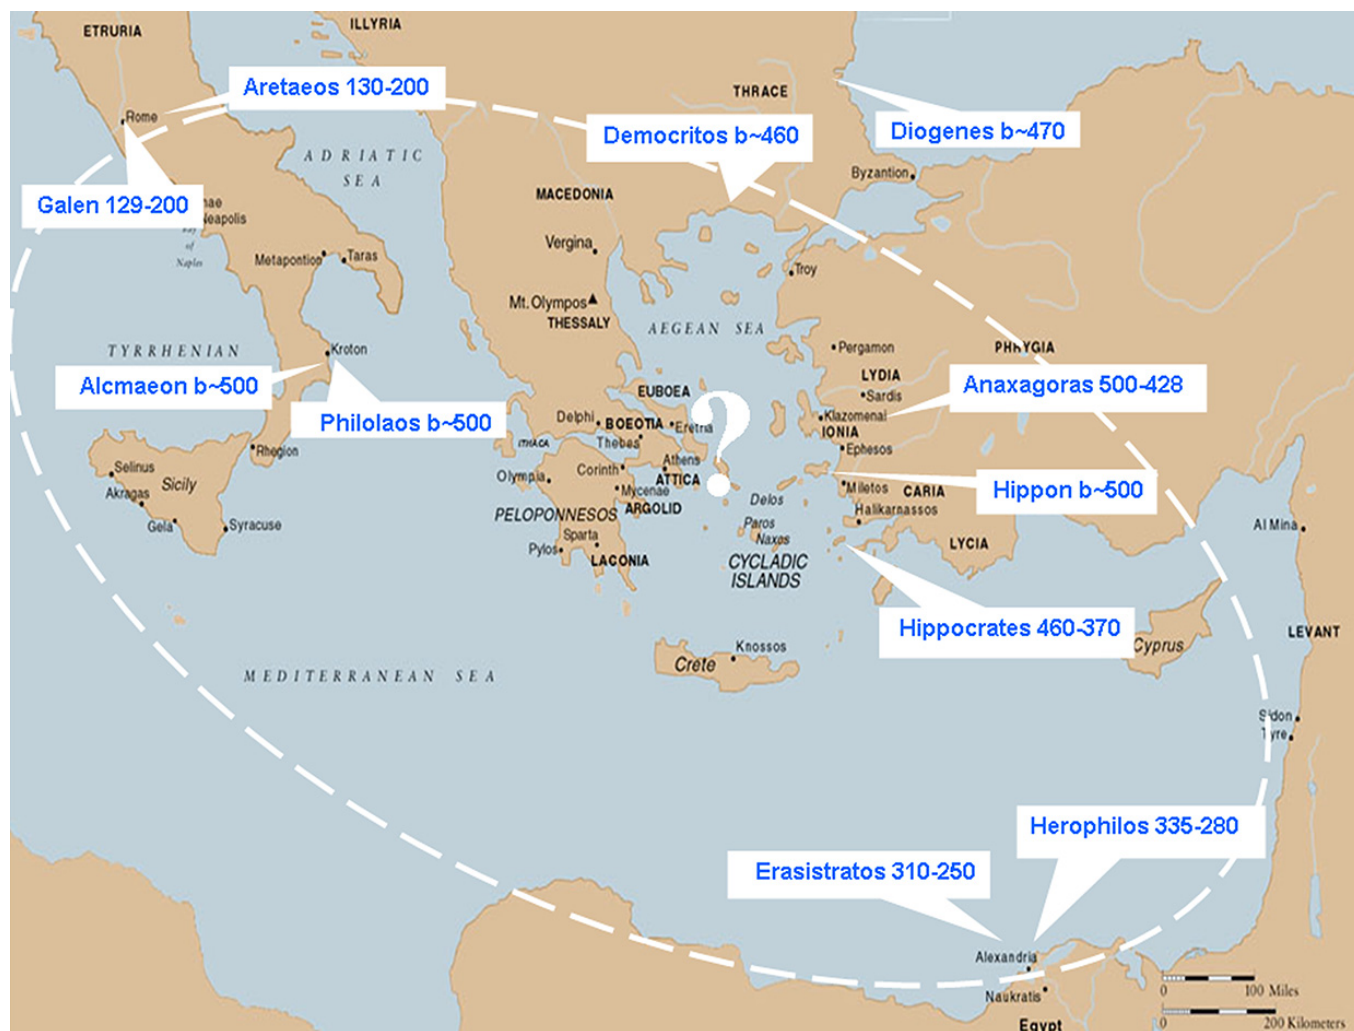 ETRURIA
ILLYRIA
Aretaeos 130-200
THRACE
Rome
Democritos b~460
Diogenes b~470
ADRIATIC
SEA
Byzantion
MACEDONIA
Galen 129-200
Neapolis
Bay
of
Naples
Vergina
Metapontion
Taras
Troy
Mt. Olympos
THESSALY
AEGEAN SEA
TYRRHENIAN
Kroton
Pergamon
PHRYGIA
LYDIA
Alcmaeon b~500
EUBOEA
Sardis
Anaxagoras 500-428
Philolaos b~500
Delphi
BOEOTIA
Eretria
?
Klazomenai
IONIA
ITHACA
Thebes
Rhegion
Ephesos
Selinus
Sicily
Olympia
Corinth
Athens
ATTICA
Akragas
Mycenae
Miletos
CARIA
Hippon b~500
ARGOLID
Delos
Halikarnassos
Gela
Syracuse
PELOPONNESOS
Paros
Naxos
Al Mina
Sparta
Pylos
LACONIA
LYCIA
CYCLADIC
ISLANDS
Hippocrates 460-370
LEVANT
Knossos
Crete
Cyprus
MEDITERRANEAN SEA
Sidon
Tyre
Herophilos 335-280
Erasistratos 310-250
Alexandria
Naukratis
Egypt
0 100 Miles
0 200 Kilometers